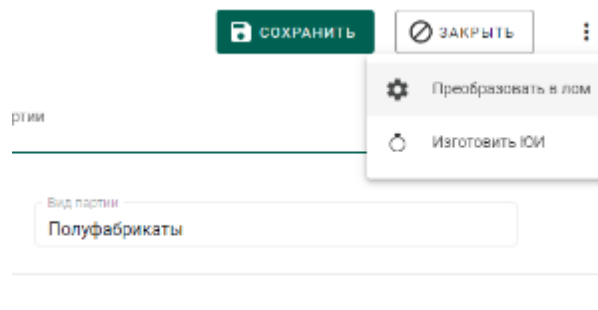 СОХРАНИТЬ
ЗАКРЫТЬ
Преобразовать в лом
ртии
Изготовить ЮИ
Вид партии
Полуфабрикаты